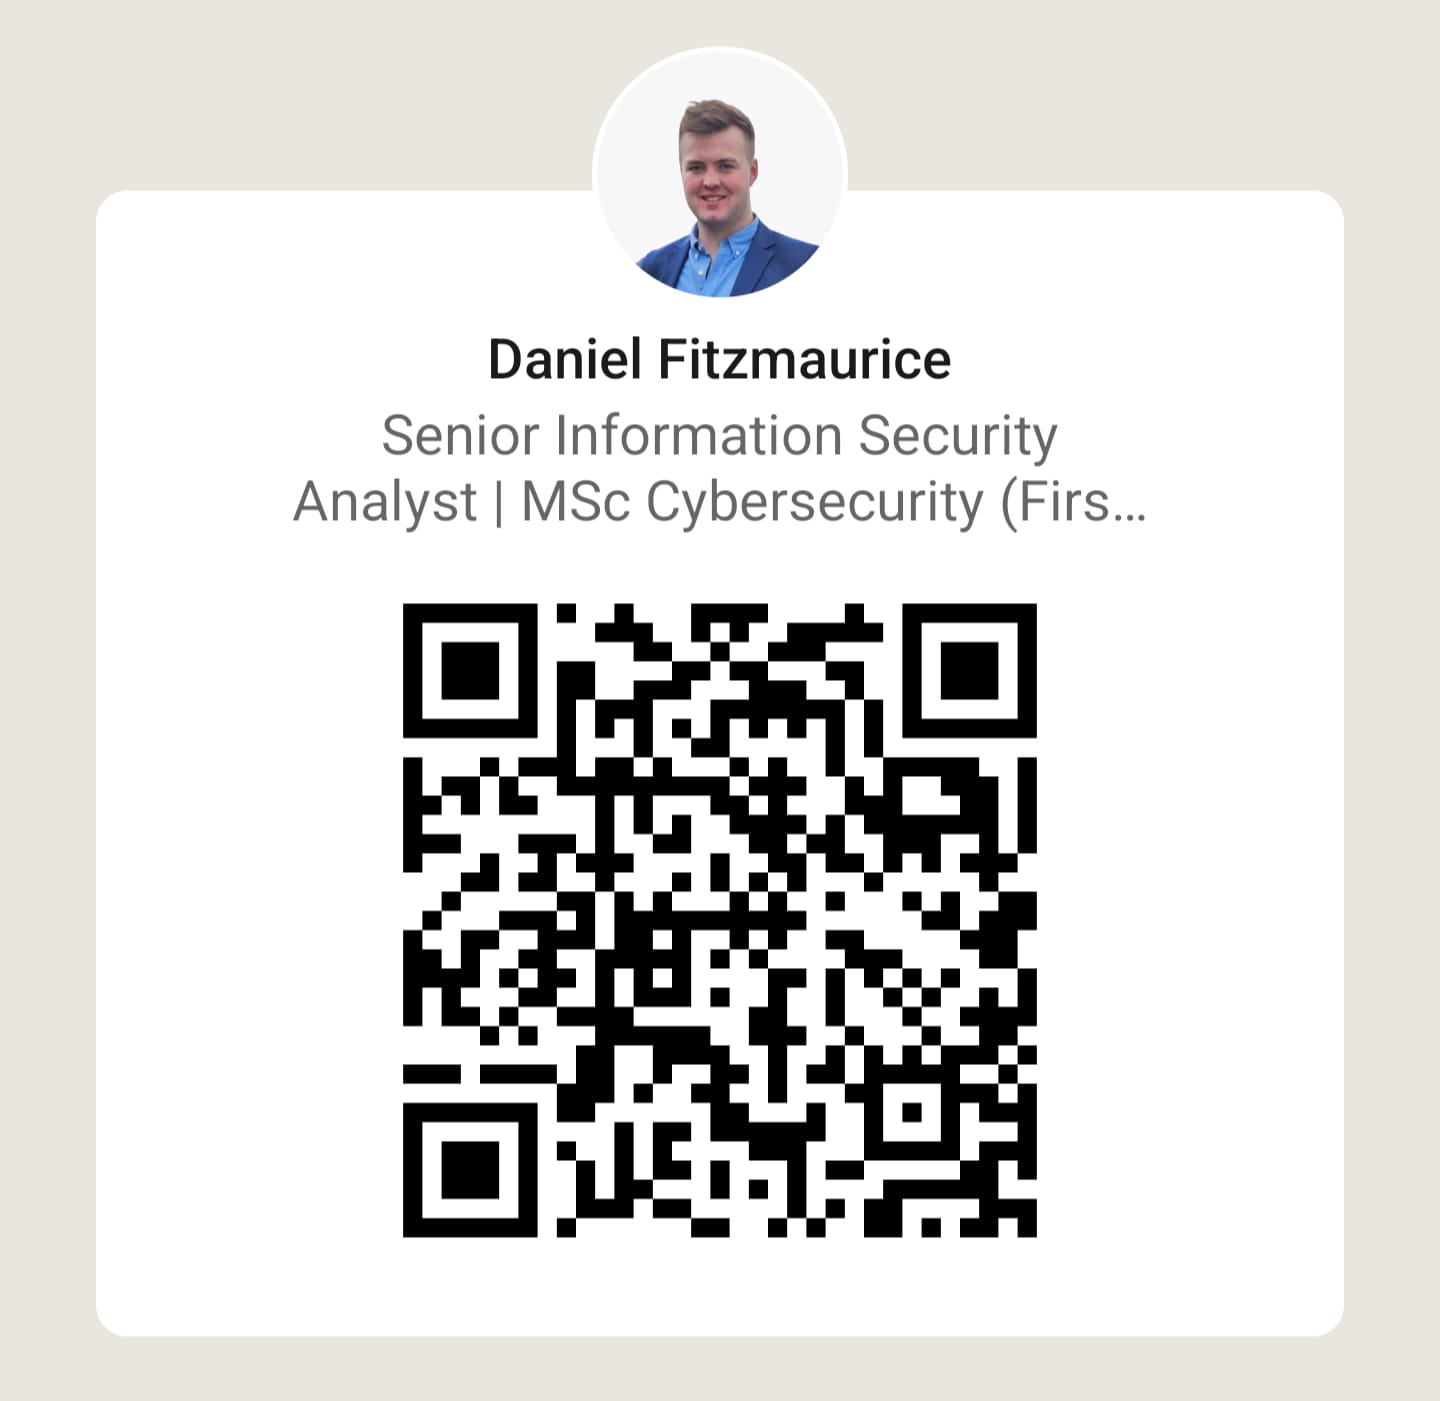 Daniel Fitzmaurice
Senior Information Security
Analyst | MSc Cybersecurity (Firs...